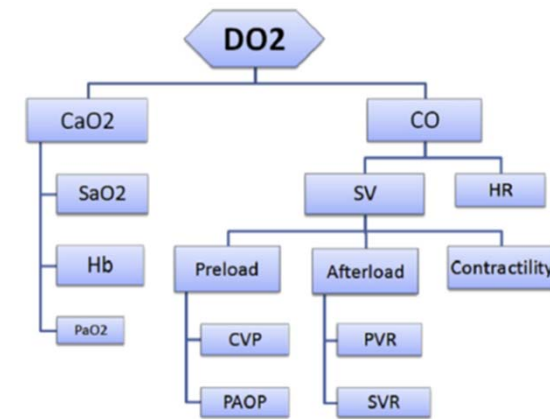 DO2
CaO2
CO
SaO2
SV
HR
Hb
Preload
Afterload
Contractility
PaO2
CVP
PVR
PAOP
SVR